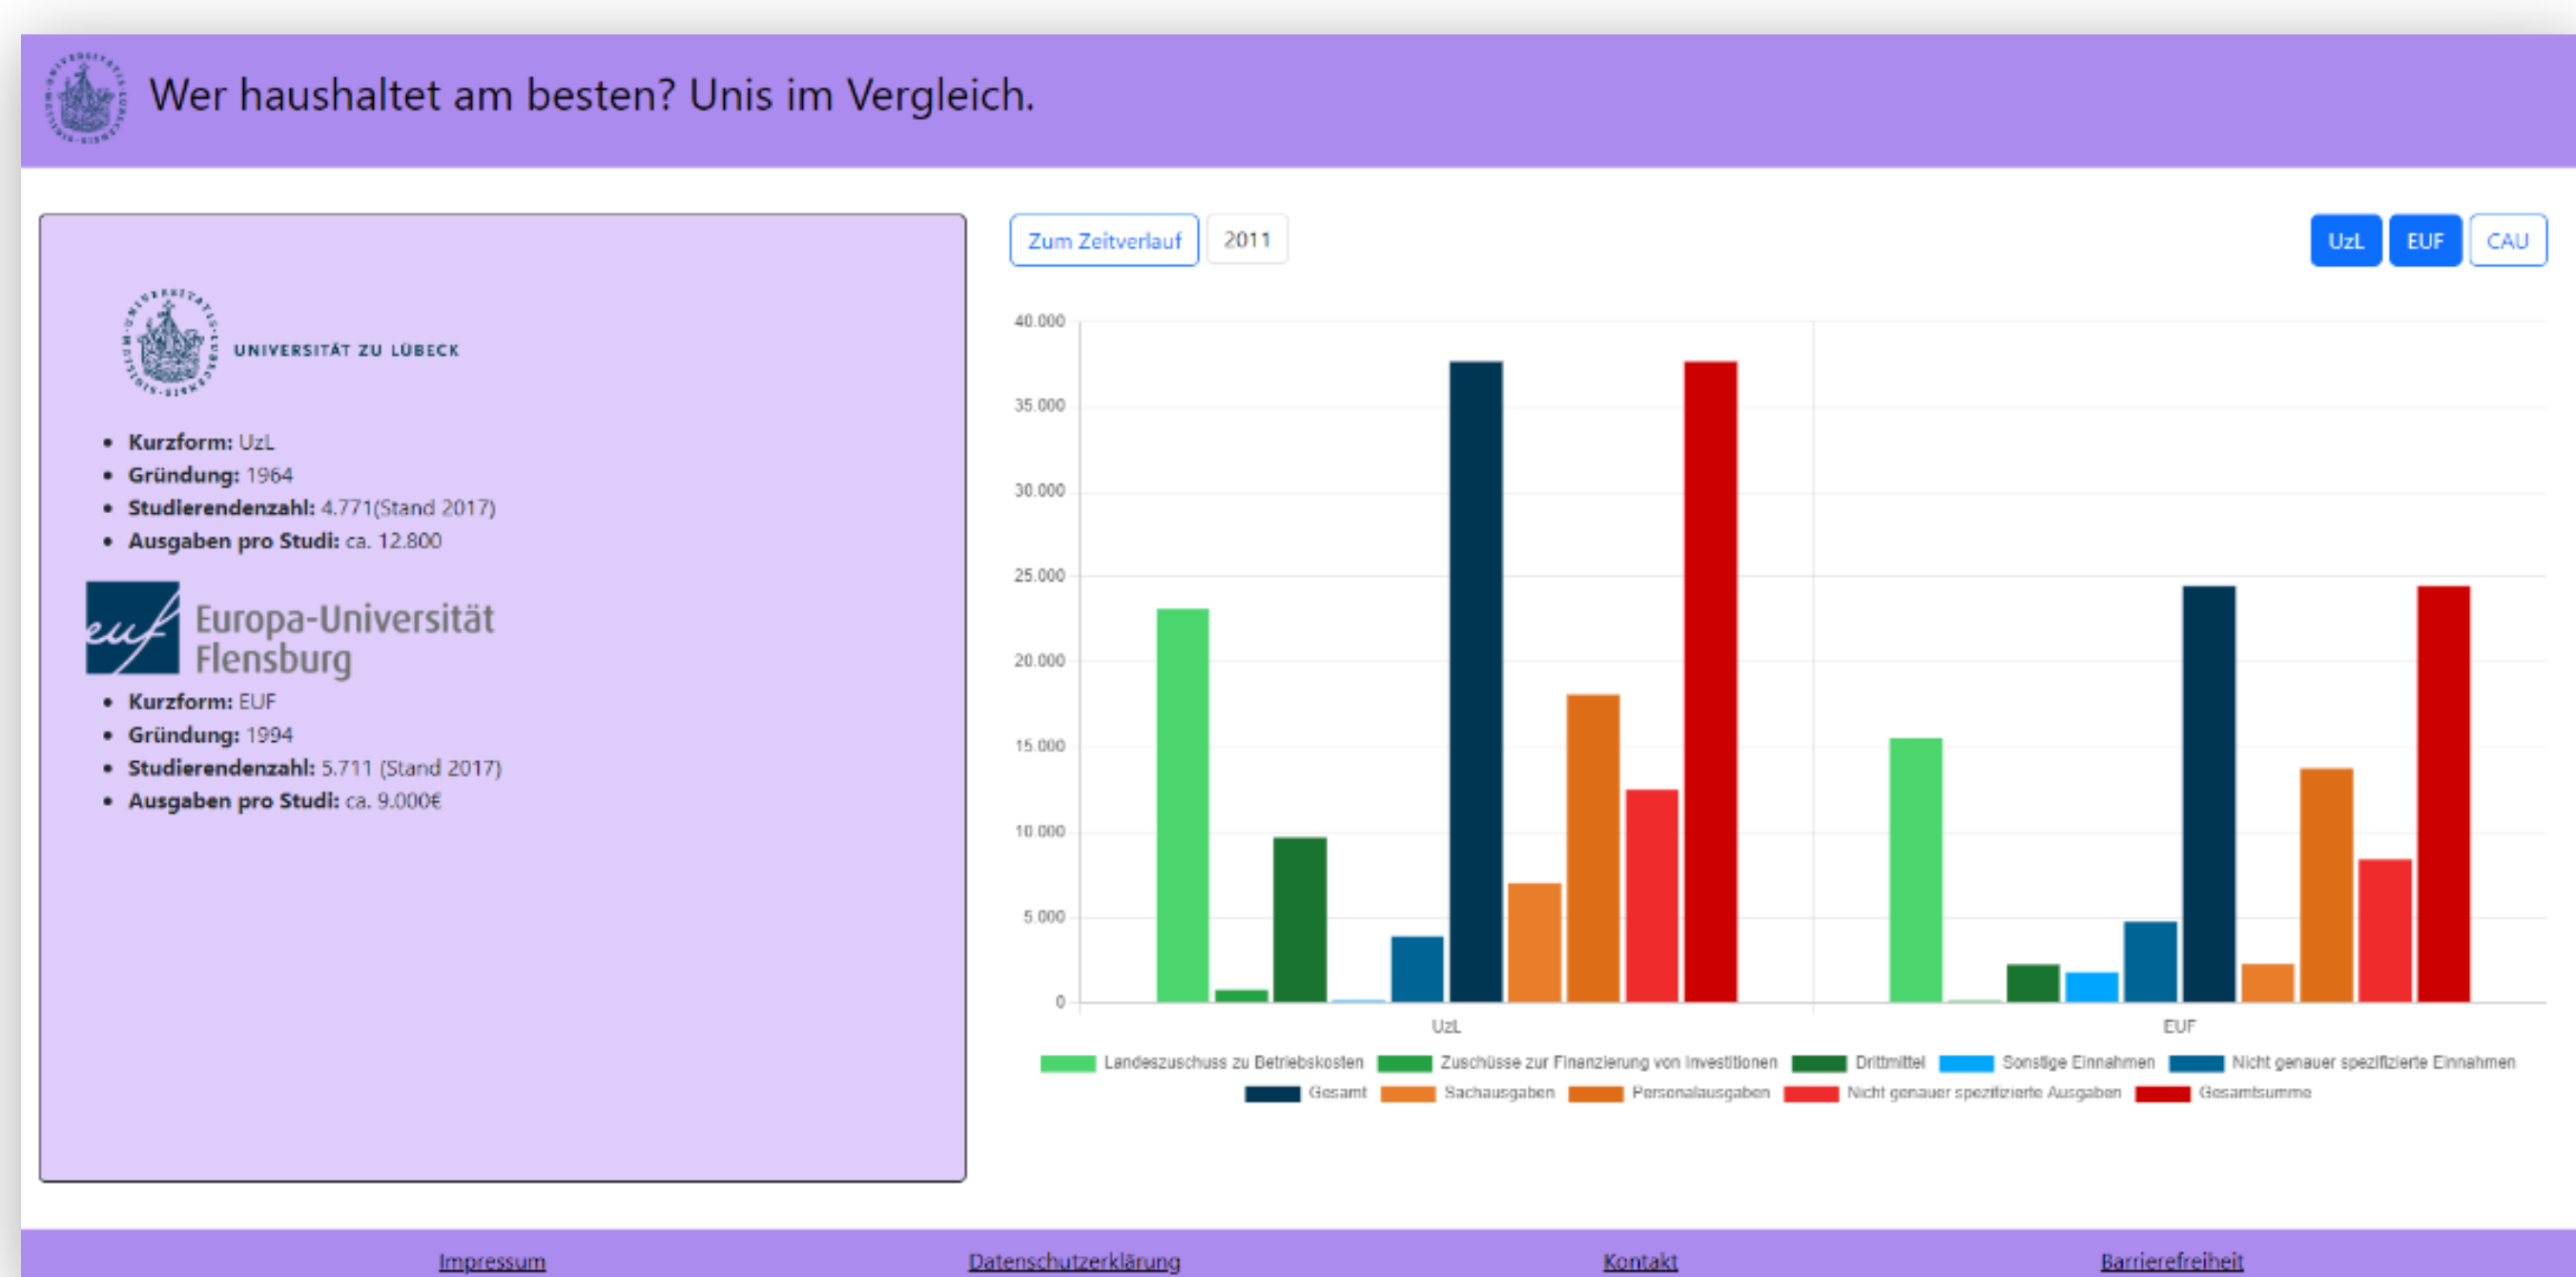 Wer haushaltet am besten? Unis im Vergleich.
UNIVERSITÄT ZU LÜBECK
Kurzform: UzL
Gründung: 1964
Studierendenzahl: 4.771(Stand 2017)
Ausgaben pro Studi: ca. 12.800
euf
Europa-Universität
Flensburg
Kurzform: EUF
Gründung: 1994
Studierendenzahl: 5.711 (Stand 2017)
Ausgaben pro Studi: ca. 9.000€
Zum Zeitverlauf 2011 UzL EUF CAU
40.000
35.000
30.000
25.000
20.000
15.000
10.000
5.000
0
UzL EUF
Landeszuschuss zu Betriebskosten Zuschüsse zur Finanzierung von Investitionen Drittmittel Sonstige Einnahmen Nicht genauer spezifizierte Einnahmen
Gesamt Sachausgaben Personalausgaben Nicht genauer spezifizierte Ausgaben Gesamtsumme
Impressum Datenschutzerklärung Kontakt Barrierefreiheit